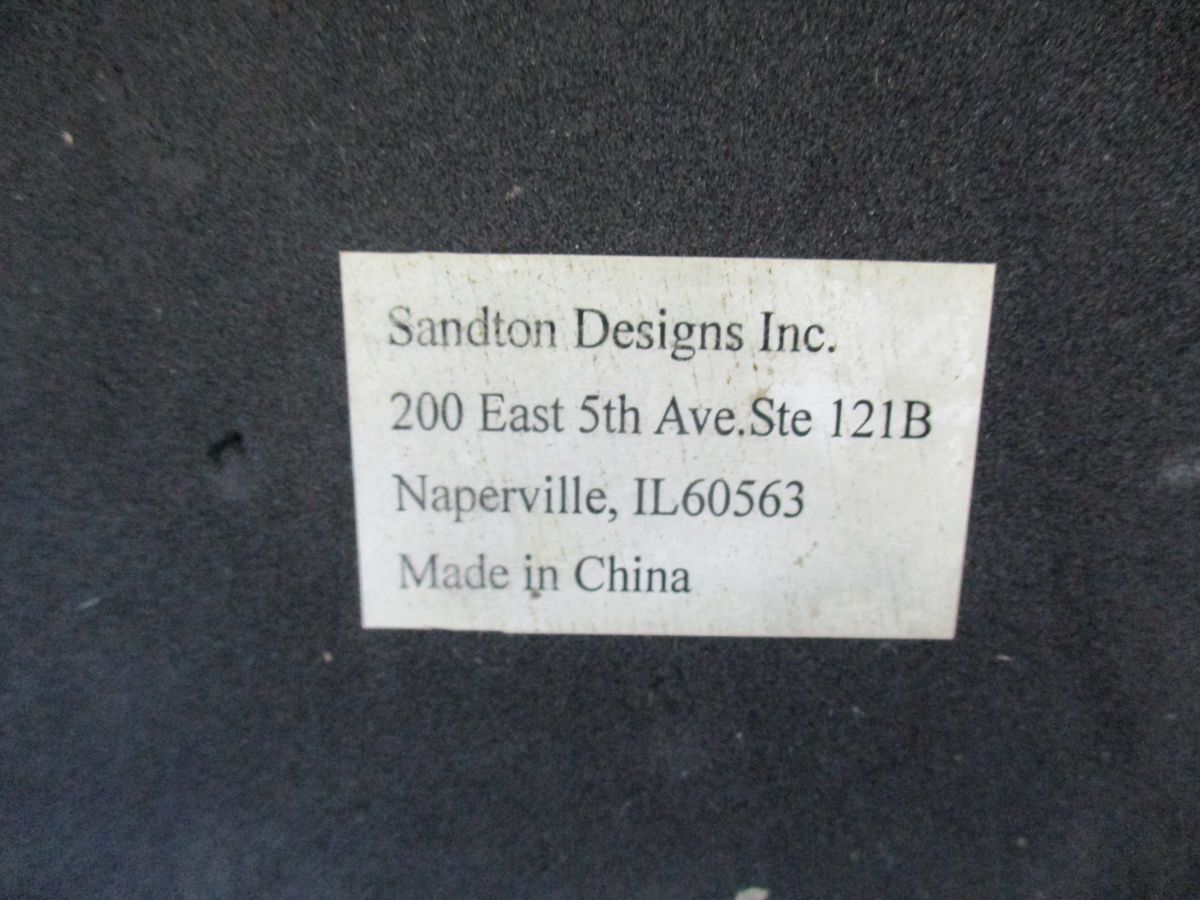 Sandton Designs Inc.
200 East 5th Ave.Ste 121B
Naperville, IL60563
Made in China